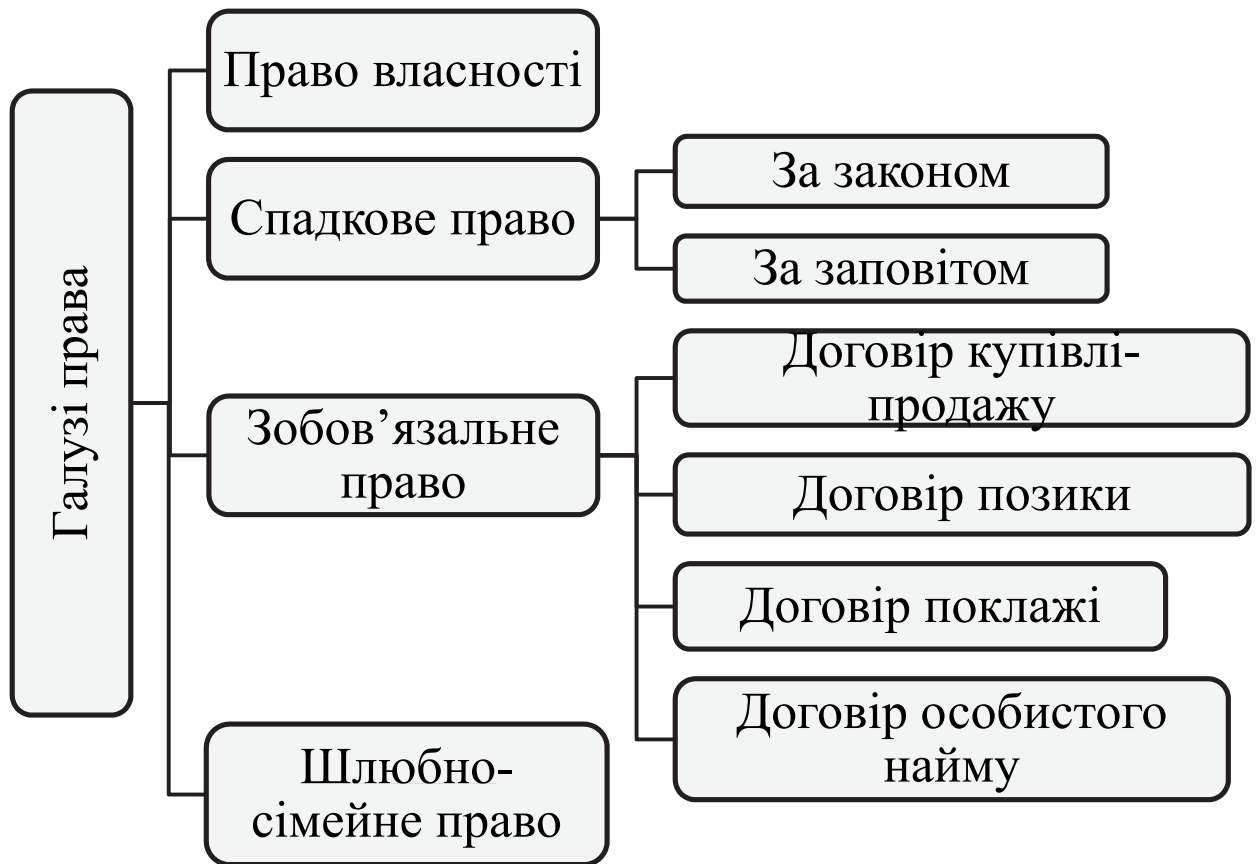 Галузі права
Право власності
Спадкове право
За законом
За заповітом
Зобов’язальне
право
Договір купівлі-
продажу
Договір позики
Договір поклажі
Договір особистого
найму
Шлюбно-
сімейне право